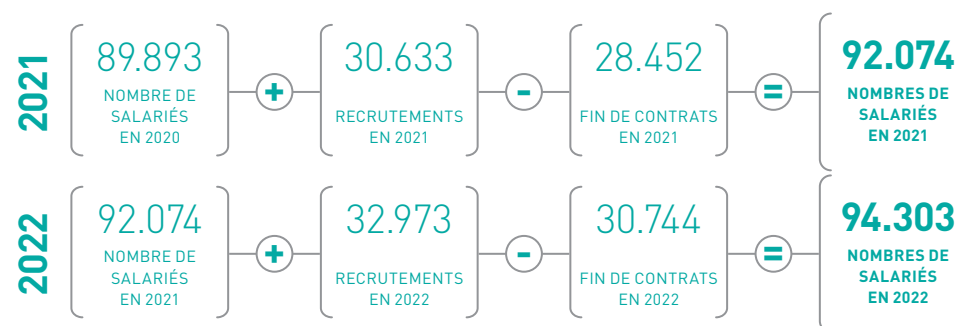 2021
89.893
NOMBRE DE
SALARIÉS
EN 2020
+
30.633
RECRUTEMENTS
EN 2021
-
28.452
FIN DE CONTRATS
EN 2021
=
92.074
NOMBRES DE
SALARIÉS
EN 2021
2022
92.074
NOMBRE DE
SALARIÉS
EN 2021
+
32.973
RECRUTEMENTS
EN 2022
-
30.744
FIN DE CONTRATS
EN 2022
=
94.303
NOMBRES DE
SALARIÉS
EN 2022